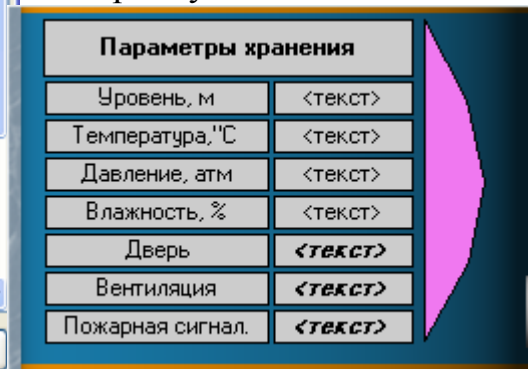 Параметры хранения
Уровень, м <текст>
Температура,"С <текст>
Давление, атм <текст>
Влажность, % <текст>
Дверь <текст>
Вентиляция <текст>
Пожарная сигнал. <текст>